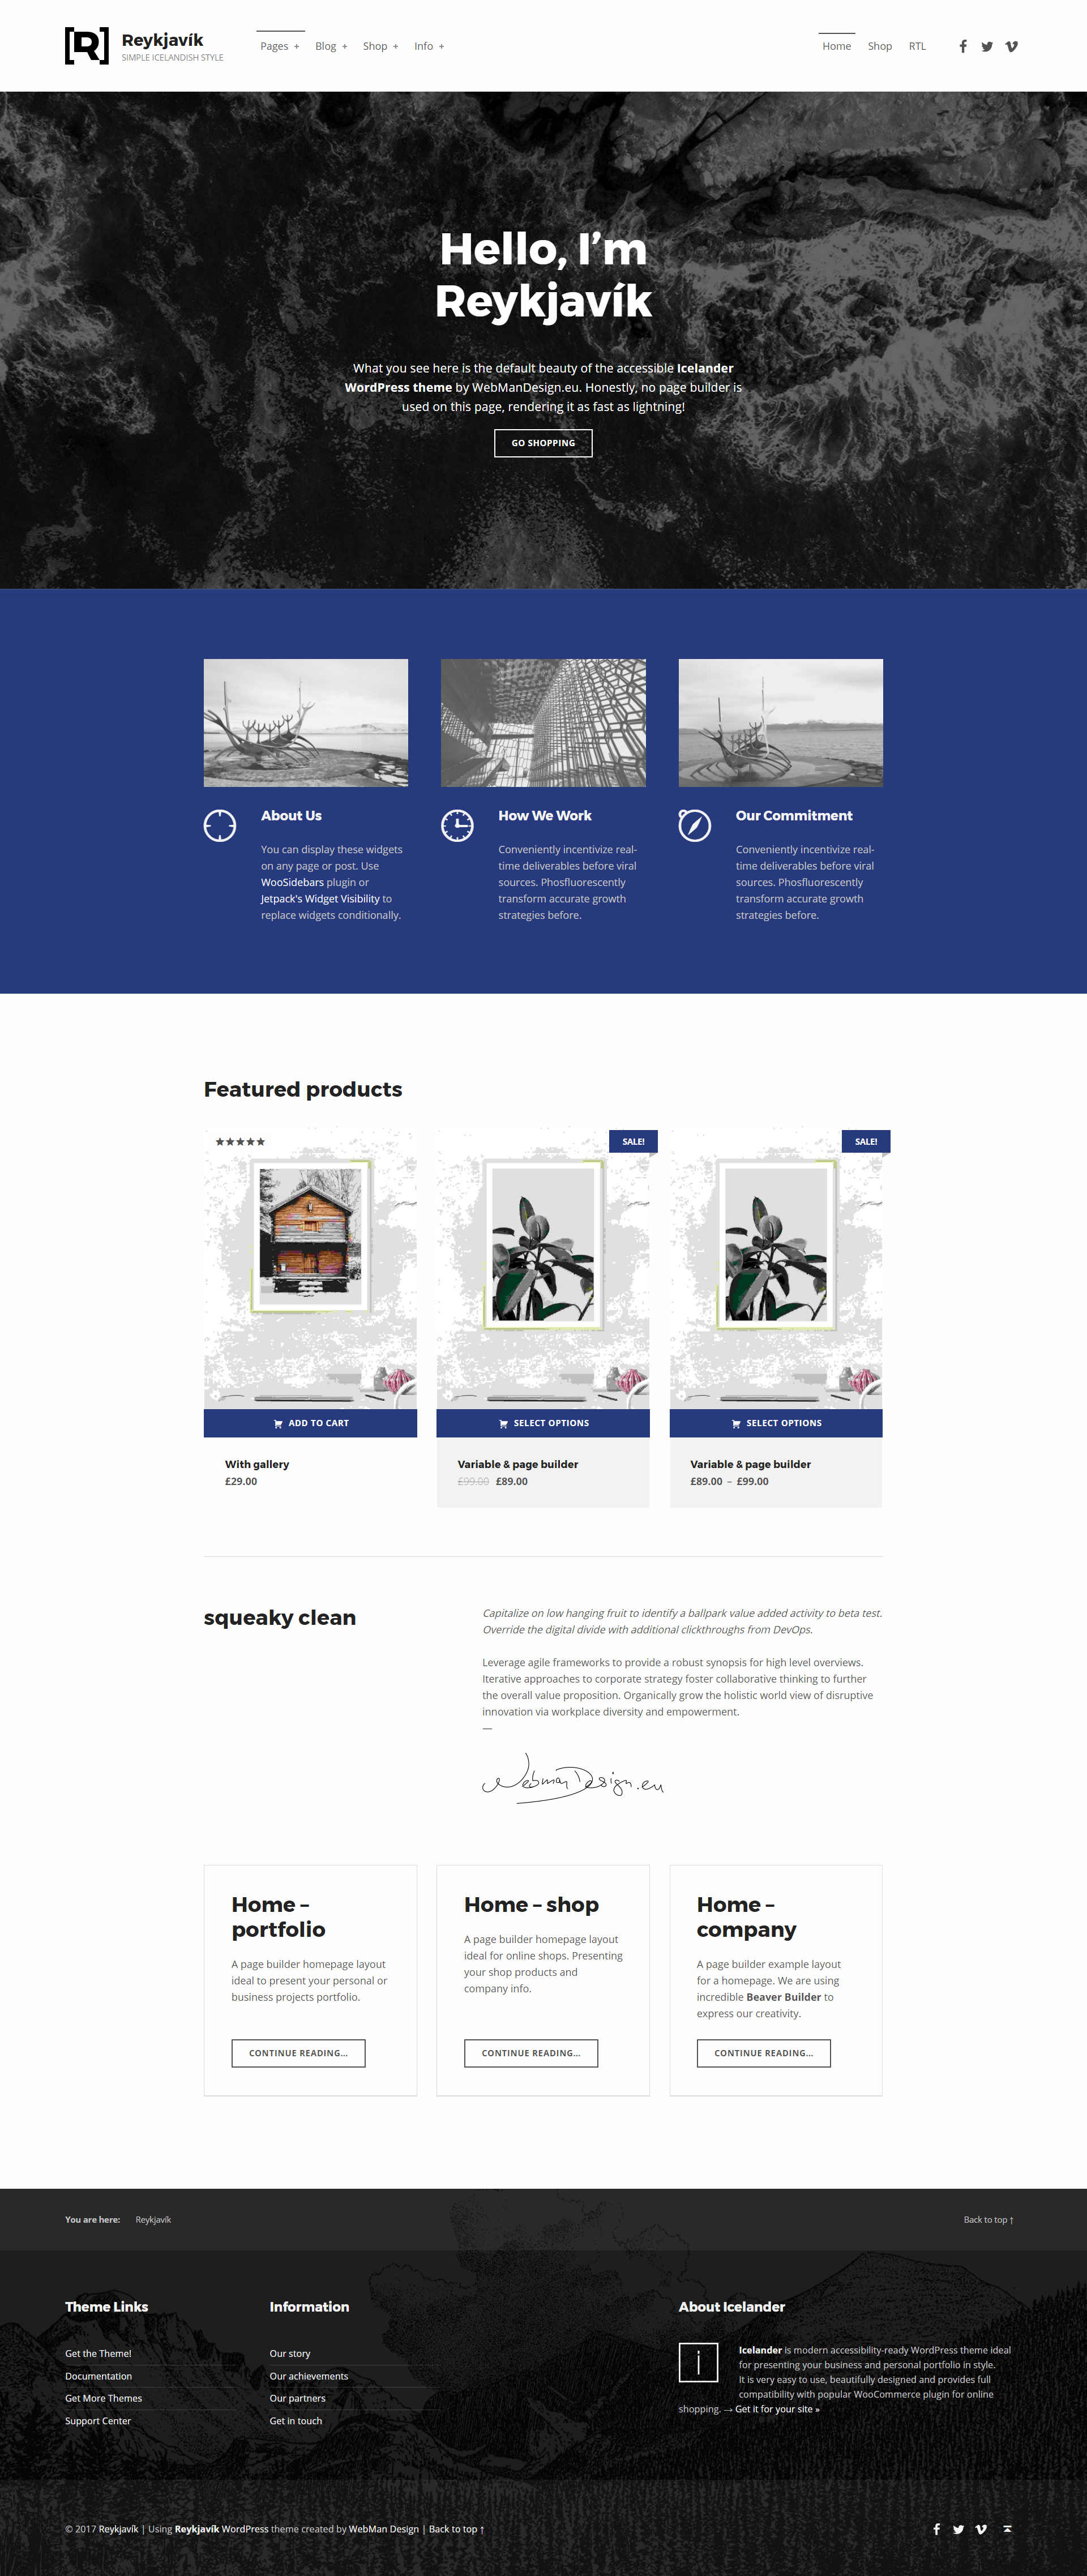 [R] Reykjavík
SIMPLE ICELANDISH STYLE
Pages + Blog + Shop + Info +
Home Shop RTL
Hello, I’m
Reykjavík
What you see here is the default beauty of the accessible Icelander
WordPress theme by WebManDesign.eu. Honestly, no page builder is
used on this page, rendering it as fast as lightning!
GO SHOPPING
About Us
You can display these widgets
on any page or post. Use
WooSidebars plugin or
Jetpack's Widget Visibility to
replace widgets conditionally.
How We Work
Conveniently incentivize real-
time deliverables before viral
sources. Phosfluorescently
transform accurate growth
strategies before.
Our Commitment
Conveniently incentivize real-
time deliverables before viral
sources. Phosfluorescently
transform accurate growth
strategies before.
Featured products
ADD TO CART
With gallery
£29.00
SALE!
SELECT OPTIONS
Variable & page builder
£99.00 £89.00
SALE!
SELECT OPTIONS
Variable & page builder
£89.00 – £99.00
squeaky clean
Capitalize on low hanging fruit to identify a ballpark value added activity to beta test.
Override the digital divide with additional clickthroughs from DevOps.
Leverage agile frameworks to provide a robust synopsis for high level overviews.
Iterative approaches to corporate strategy foster collaborative thinking to further
the overall value proposition. Organically grow the holistic world view of disruptive
innovation via workplace diversity and empowerment.
—
WebManDesign.eu
Home –
portfolio
A page builder homepage layout
ideal to present your personal or
business projects portfolio.
CONTINUE READING…
Home – shop
A page builder homepage layout
ideal for online shops. Presenting
your shop products and
company info.
CONTINUE READING…
Home –
company
A page builder example layout
for a homepage. We are using
incredible Beaver Builder to
express our creativity.
CONTINUE READING…
You are here: Reykjavík
Back to top ↑
Theme Links
Get the Theme!
Documentation
Get More Themes
Support Center
Information
Our story
Our achievements
Our partners
Get in touch
About Icelander
i
Icelander is modern accessibility-ready WordPress theme ideal
for presenting your business and personal portfolio in style.
It is very easy to use, beautifully designed and provides full
compatibility with popular WooCommerce plugin for online
shopping. → Get it for your site »
© 2017 Reykjavík | Using Reykjavík WordPress theme created by WebMan Design | Back to top ↑